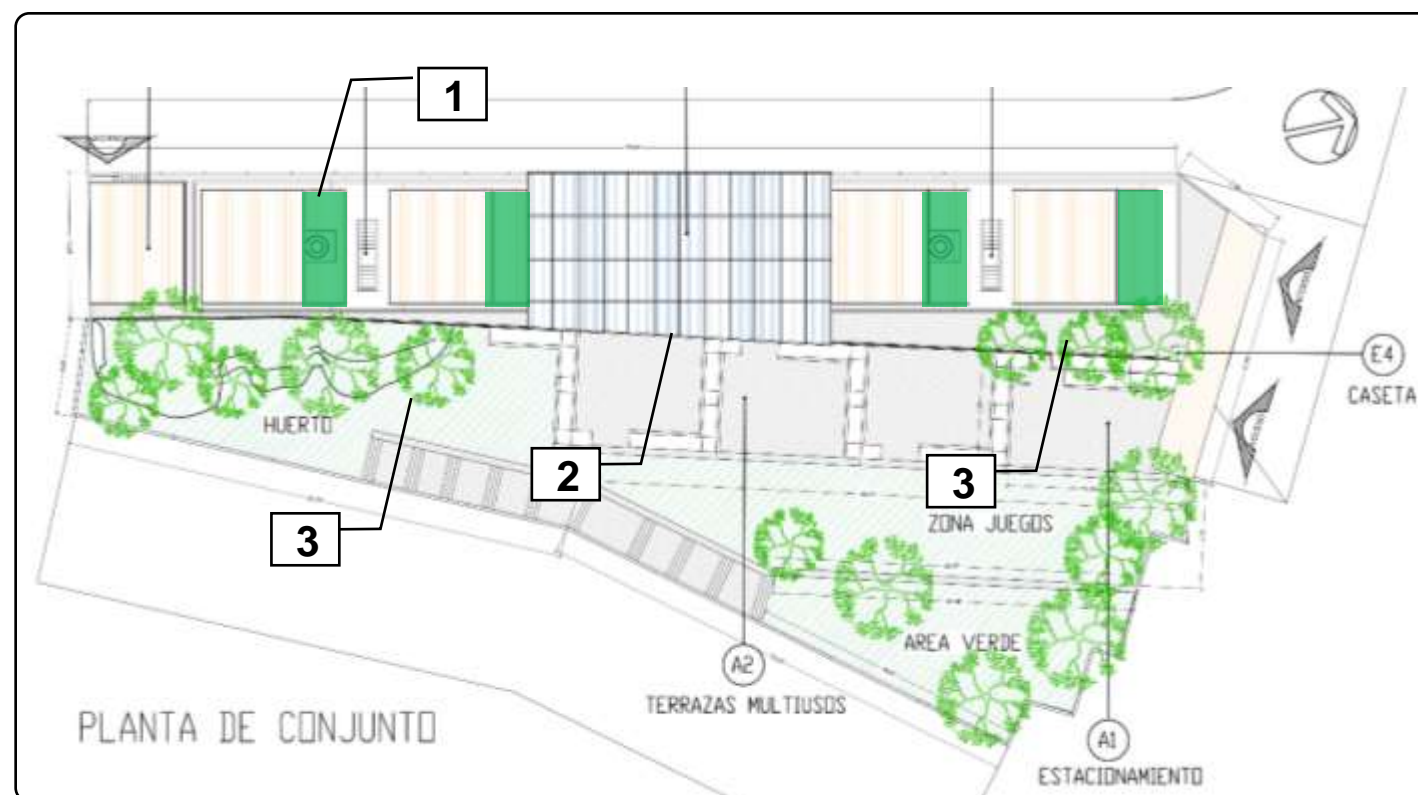 1
E4
CASETA
HUERTO
2
3
ZONA JUEGOS
3
AREA VERDE
A2
TERRAZAS MULTIUSOS
PLANTA DE CONJUNTO
A1
ESTACIONAMIENTO